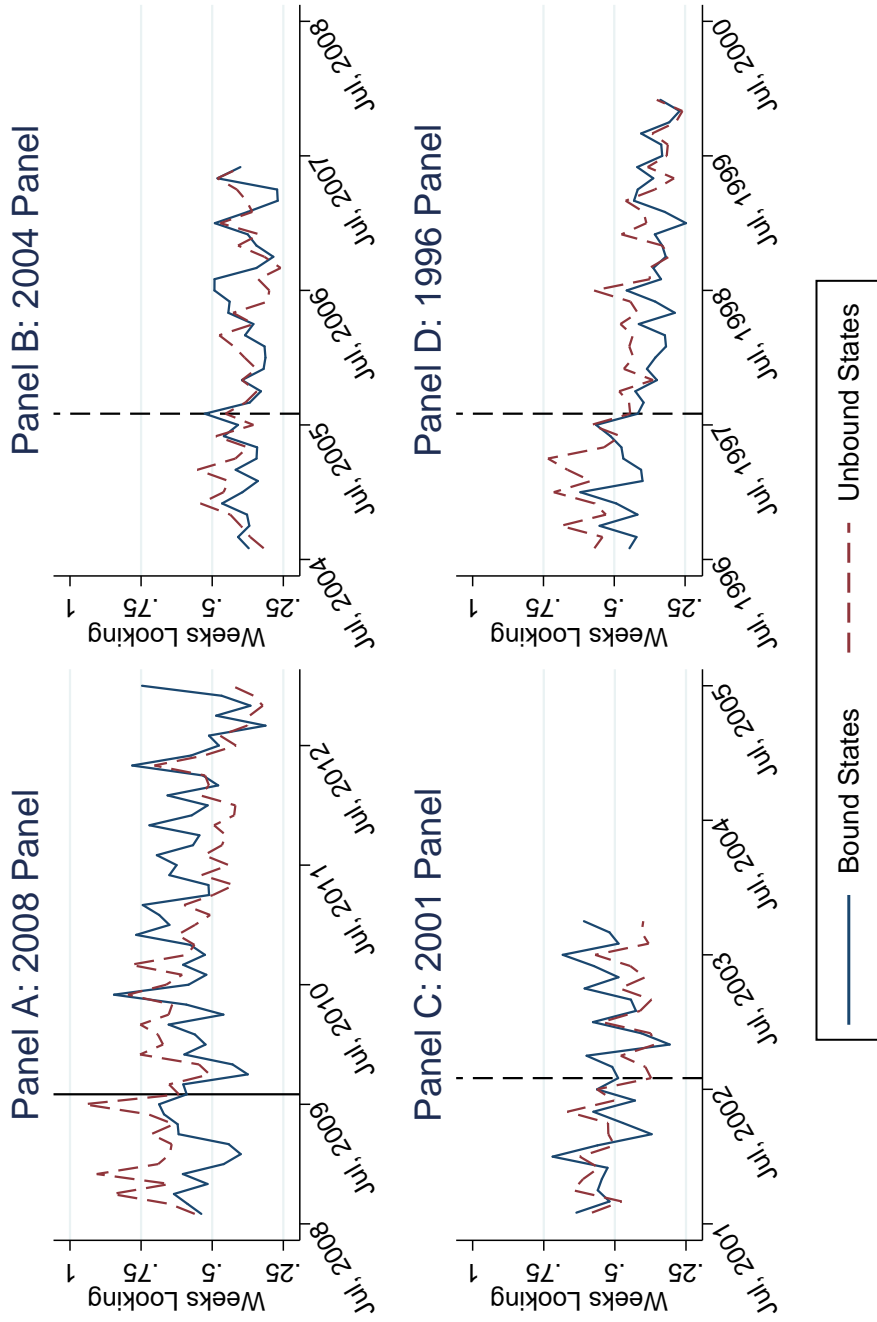 Panel A: 2008 Panel
Weeks Looking
1
.75
.5
.25
Jul, 2008
Jul, 2009
Jul, 2010
Jul, 2011
Jul, 2012
Panel B: 2004 Panel
Weeks Looking
1
.75
.5
.25
Jul, 2004
Jul, 2005
Jul, 2006
Jul, 2007
Jul, 2008
Panel C: 2001 Panel
Weeks Looking
1
.75
.5
.25
Jul, 2001
Jul, 2002
Jul, 2003
Jul, 2004
Jul, 2005
Panel D: 1996 Panel
Weeks Looking
1
.75
.5
.25
Jul, 1996
Jul, 1997
Jul, 1998
Jul, 1999
Jul, 2000
Bound States
Unbound States